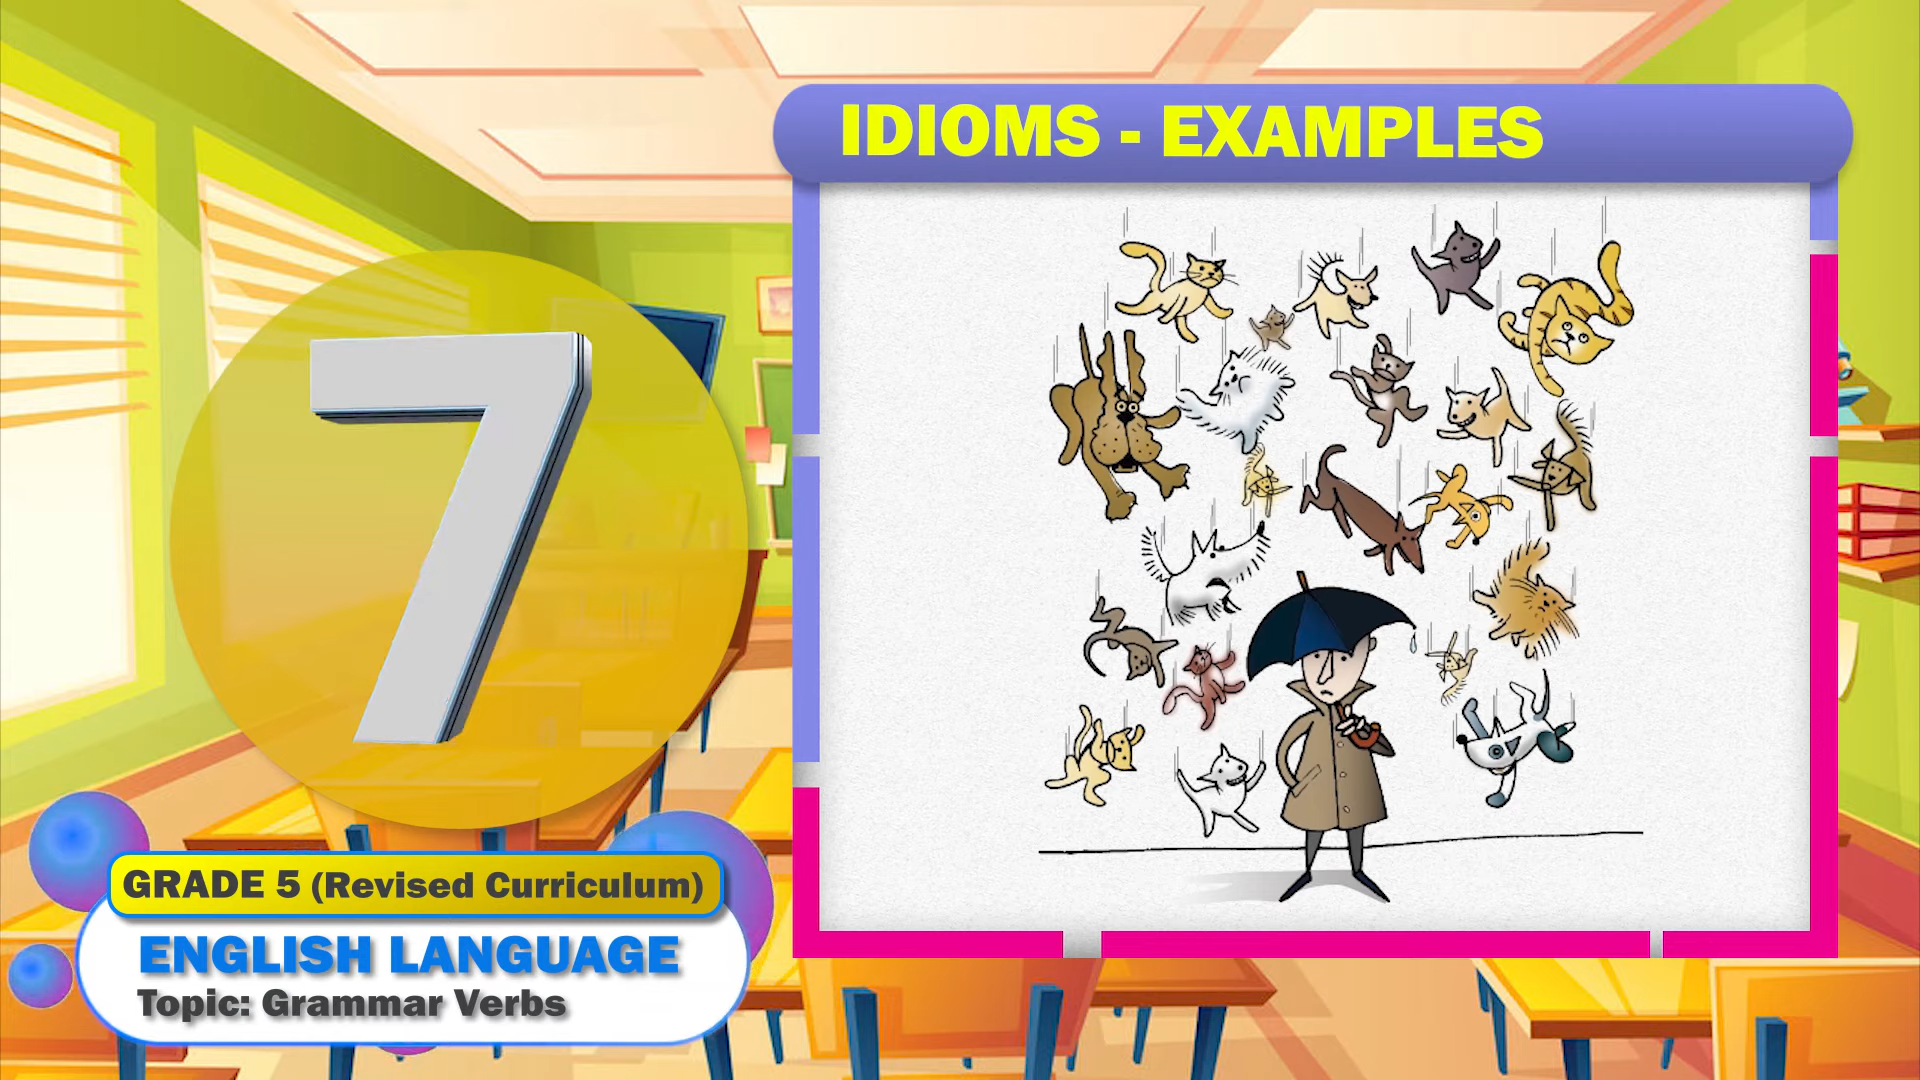 IDIOMS - EXAMPLES
7
GRADE 5 (Revised Curriculum)
ENGLISH LANGUAGE
Topic: Grammar Verbs